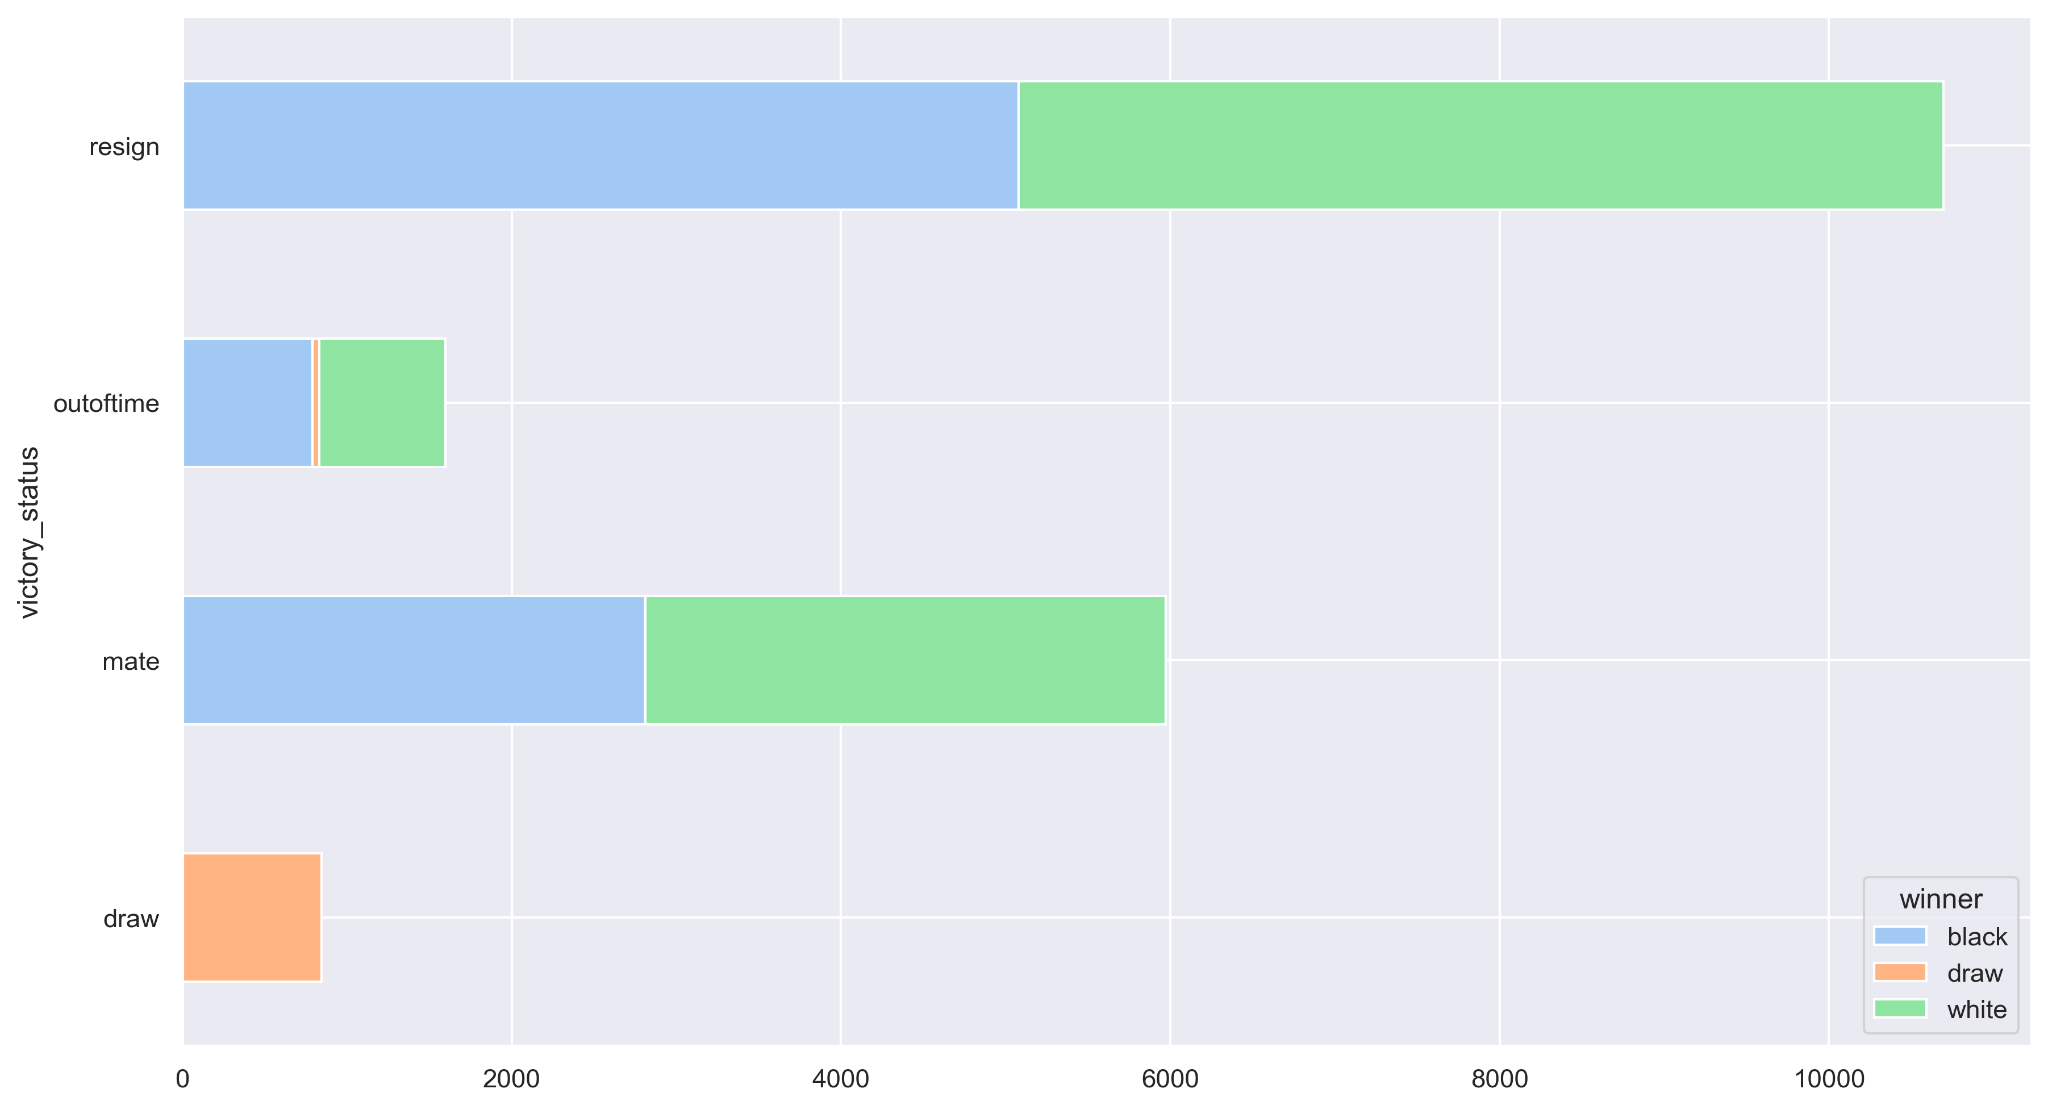 resign
outoftime
mate
draw
victory_status
0 2000 4000 6000 8000 10000
winner
black
draw
white